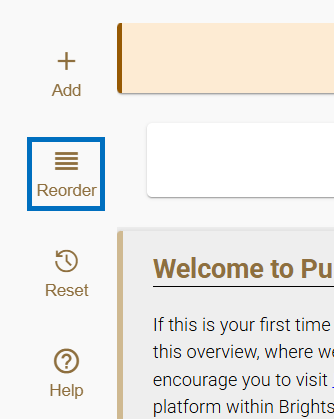 Add
Reorder
Reset
Help
Welcome to Pu
If this is your first time
this overview, where we
encourage you to visit
platform within Brights